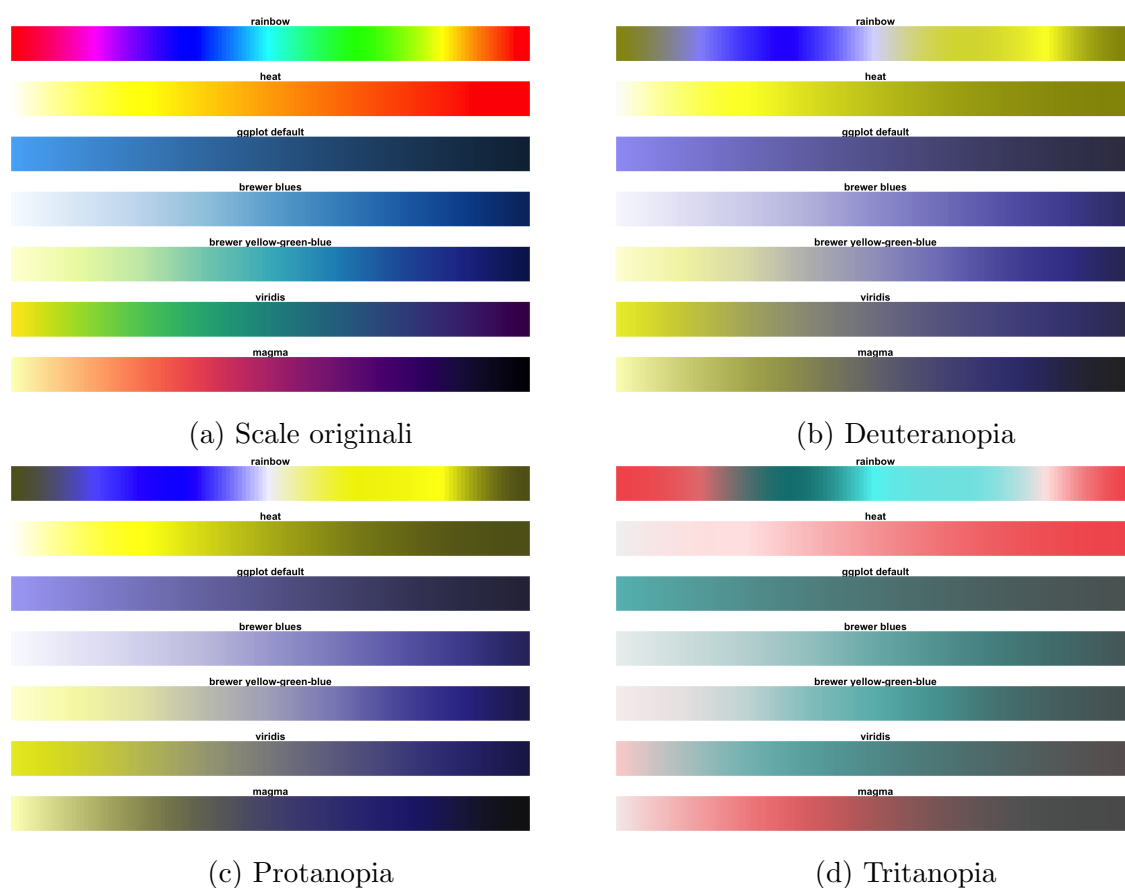 rainbow
heat
ggplot default
brewer blues
brewer yellow-green-blue
viridis
magma
(a) Scale originali
rainbow
heat
ggplot default
brewer blues
brewer yellow-green-blue
viridis
magma
(b) Deuteranopia
rainbow
heat
ggplot default
brewer blues
brewer yellow-green-blue
viridis
magma
(c) Protanopia
rainbow
heat
ggplot default
brewer blues
brewer yellow-green-blue
viridis
magma
(d) Tritanopia